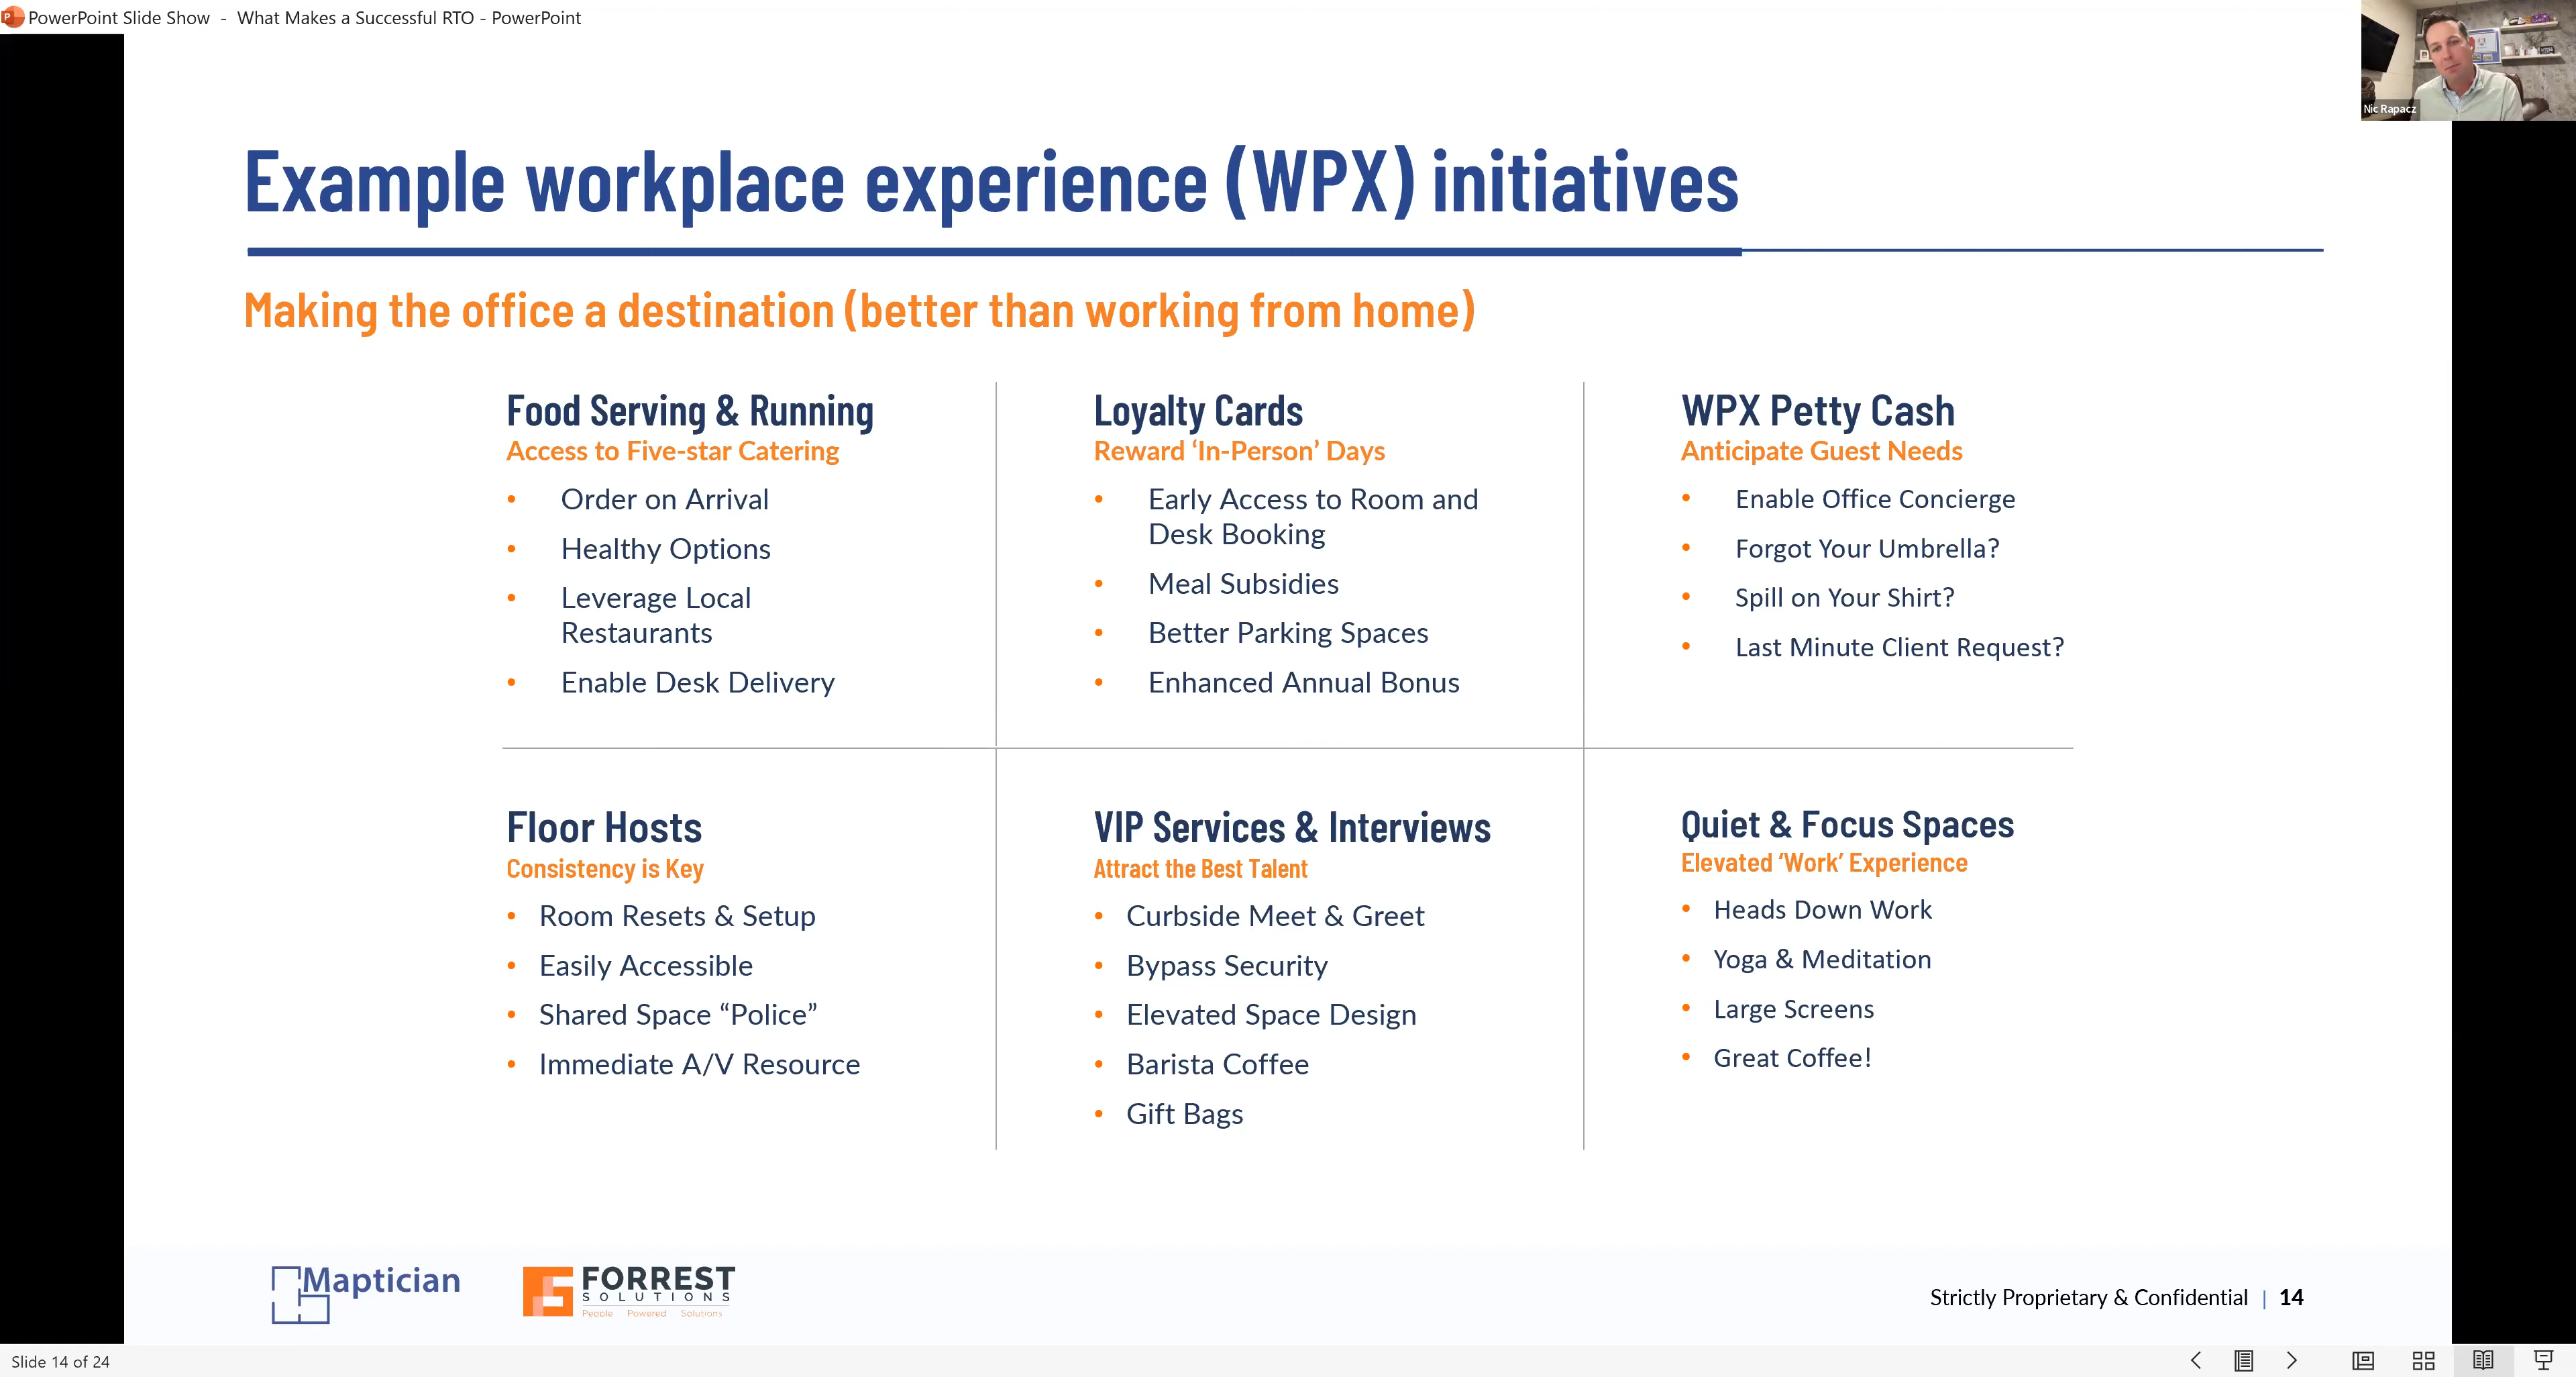 PowerPoint Slide Show - What Makes a Successful RTO - PowerPoint
Nic Rapacz
Example workplace experience (WPX) initiatives
Making the office a destination (better than working from home)
Food Serving & Running
Access to Five-star Catering
• Order on Arrival
• Healthy Options
• Leverage Local
Restaurants
• Enable Desk Delivery
Loyalty Cards
Reward ‘In-Person’ Days
• Early Access to Room and
Desk Booking
• Meal Subsidies
• Better Parking Spaces
• Enhanced Annual Bonus
WPX Petty Cash
Anticipate Guest Needs
• Enable Office Concierge
• Forgot Your Umbrella?
• Spill on Your Shirt?
• Last Minute Client Request?
Floor Hosts
Consistency is Key
• Room Resets & Setup
• Easily Accessible
• Shared Space “Police”
• Immediate A/V Resource
VIP Services & Interviews
Attract the Best Talent
• Curbside Meet & Greet
• Bypass Security
• Elevated Space Design
• Barista Coffee
• Gift Bags
Quiet & Focus Spaces
Elevated ‘Work’ Experience
• Heads Down Work
• Yoga & Meditation
• Large Screens
• Great Coffee!
Maptician
FORREST
SOLUTIONS
People Powered Solutions
Strictly Proprietary & Confidential | 14
Slide 14 of 24